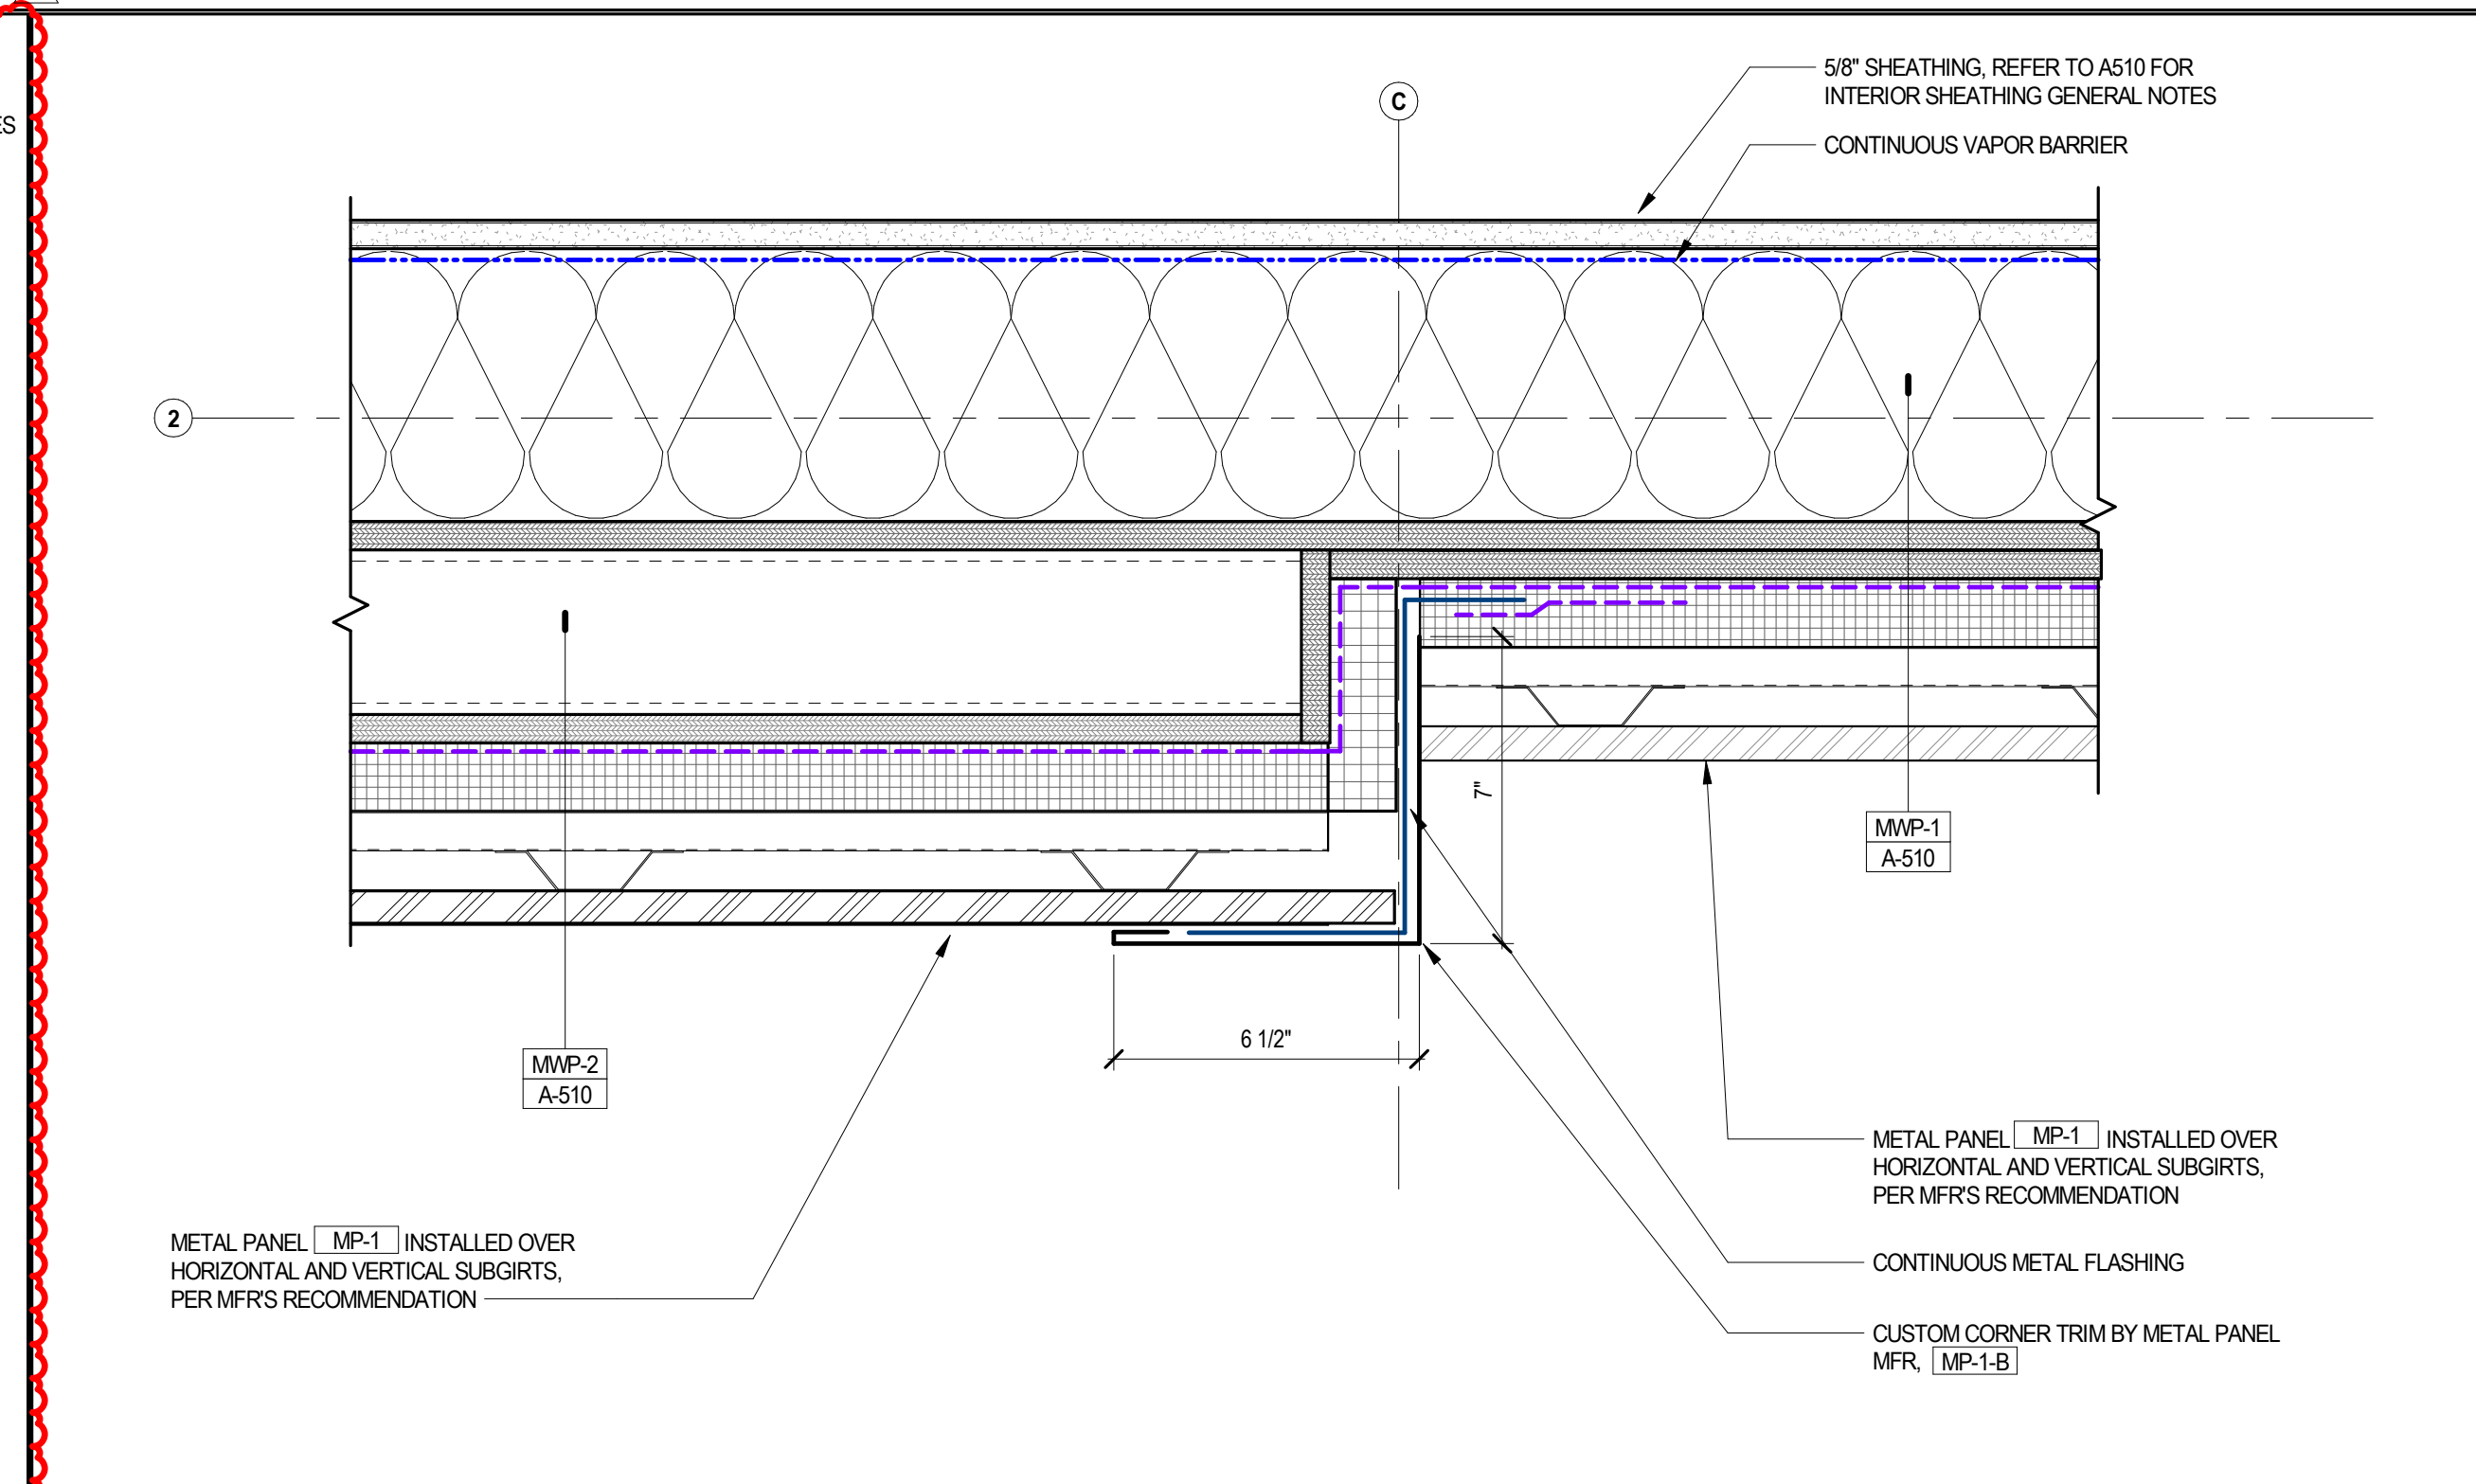 5/8" SHEATHING, REFER TO A510 FOR
INTERIOR SHEATHING GENERAL NOTES
CONTINUOUS VAPOR BARRIER
C
2
7"
MWP-1
A-510
6 1/2"
MWP-2
A-510
METAL PANEL MP-1 INSTALLED OVER
HORIZONTAL AND VERTICAL SUBGIRTS,
PER MFR'S RECOMMENDATION
METAL PANEL MP-1 INSTALLED OVER
HORIZONTAL AND VERTICAL SUBGIRTS,
PER MFR'S RECOMMENDATION
CONTINUOUS METAL FLASHING
CUSTOM CORNER TRIM BY METAL PANEL
MFR, MP-1-B